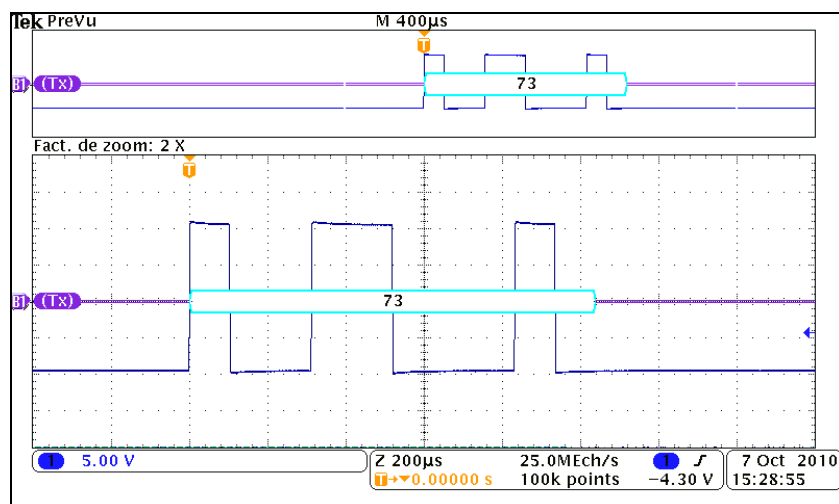 Tek PreVu M 400µs
T
B1 (Tx) 73
Fact. de zoom: 2 X
T
B1 (Tx) 73
1 5.00 V
Z 200µs 25.0MEch/s 1 7 Oct 2010
T→▼0.00000 s 100k points −4.30 V 15:28:55